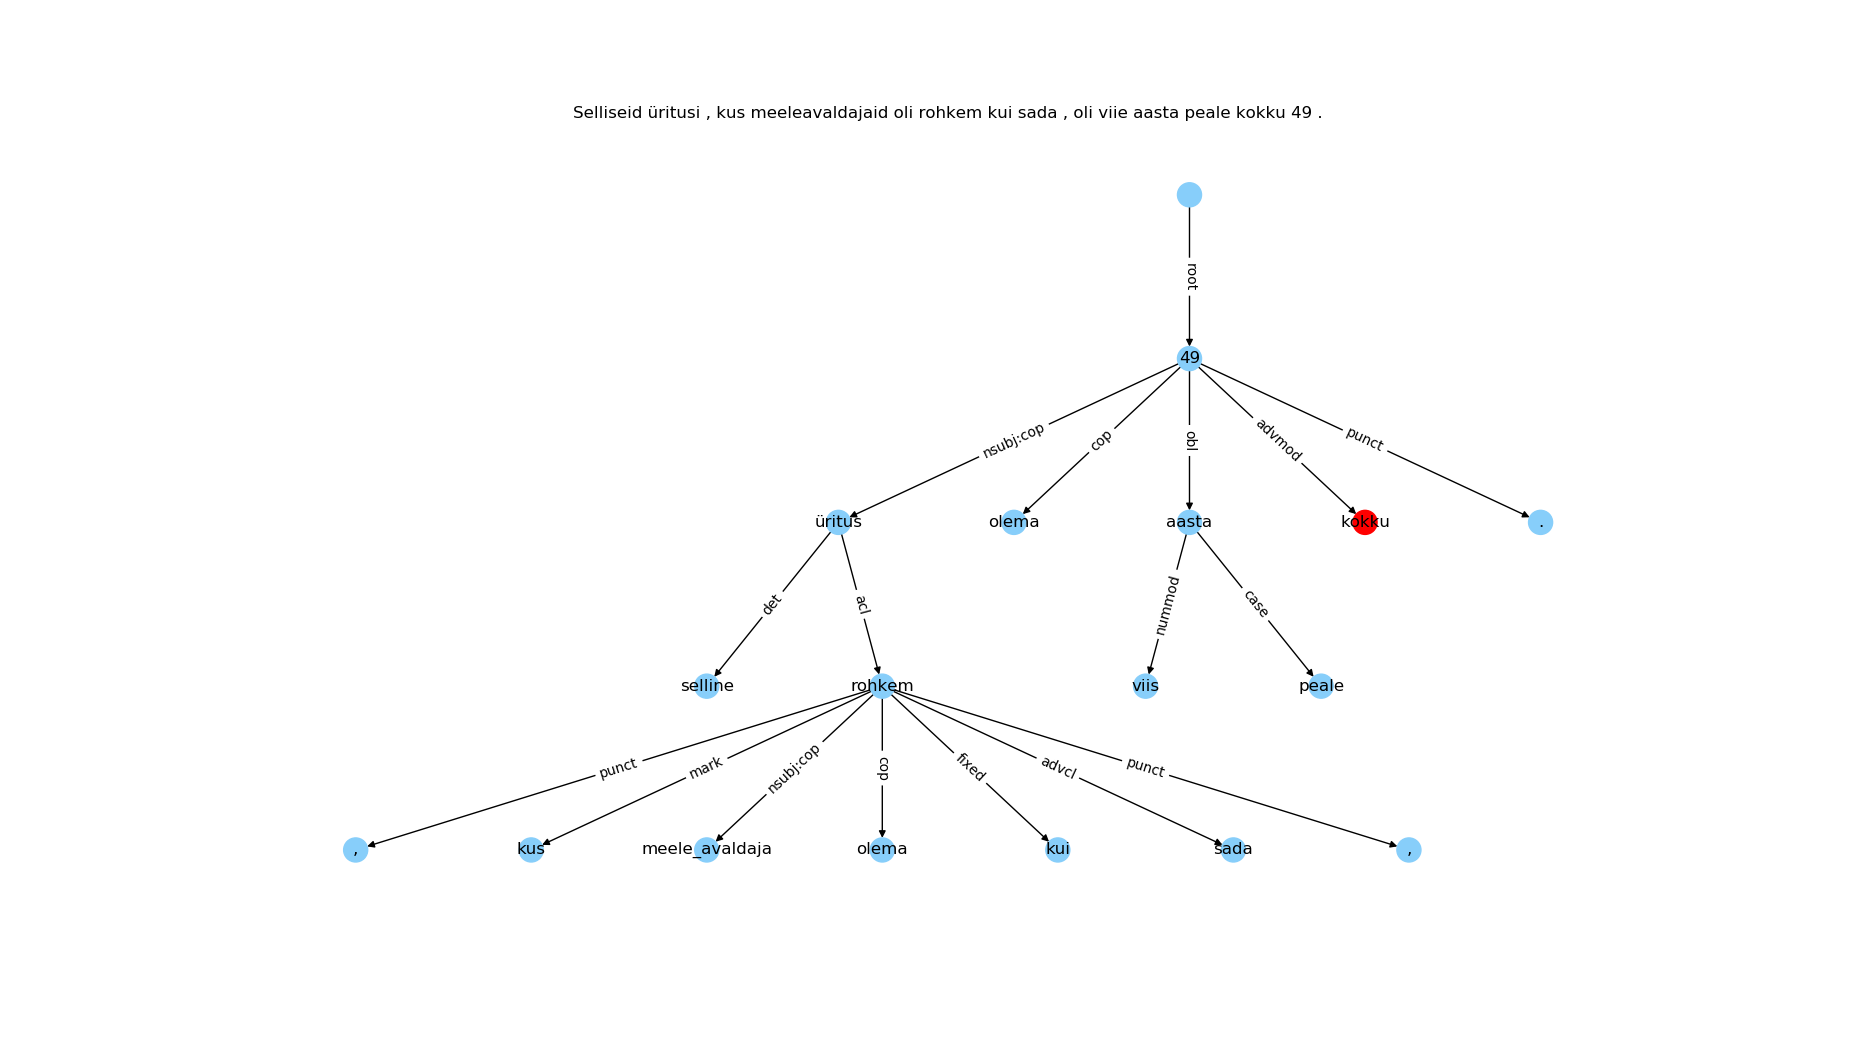 Selliseid üritusi , kus meeleavaldajaid oli rohkem kui sada , oli viie aasta peale kokku 49 .
root
49
nsubj:cop cop obl advmod punct
üritus olema aasta kokku .
det acl nummod case
selline rohkem viis peale
punct mark nsubj:cop cop fixed advcl punct
, kus meele_avaldaja olema kui sada ,